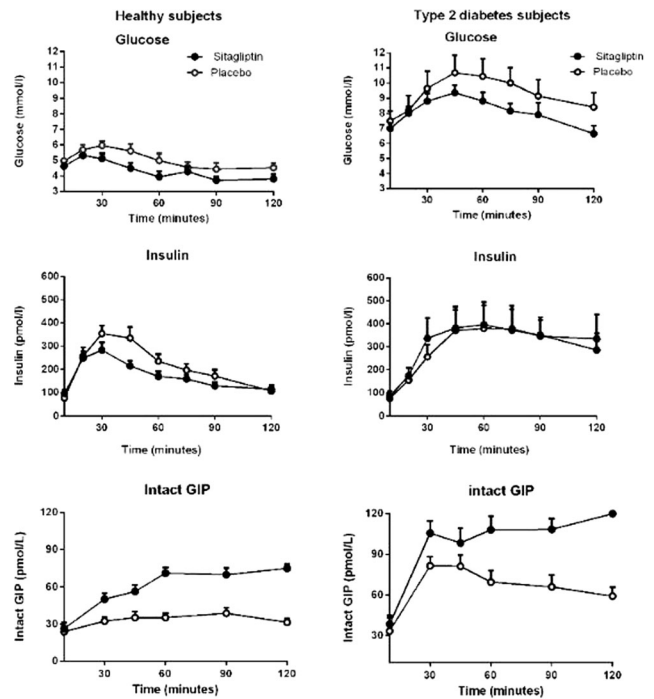 Healthy subjects
Type 2 diabetes subjects
Glucose
Sitagliptin
Placebo
Glucose (mmol/l)
12
11
10
9
8
7
6
5
4
3
30
60
90
120
Time (minutes)
Glucose
Sitagliptin
Placebo
Glucose (mmol/l)
12
11
10
9
8
7
6
5
4
3
30
60
90
120
Time (minutes)
Insulin
Insulin (pmol/l)
600
500
400
300
200
100
0
30
60
90
120
Time (minutes)
Insulin
Insulin (pmol/l)
600
500
400
300
200
100
0
30
60
90
120
Time (minutes)
Intact GIP
Intact GIP (pmol/L)
120
90
60
30
0
30
60
90
120
Time (minutes)
intact GIP
Intact GIP (pmol/L)
120
90
60
30
30
60
90
120
Time (minutes)